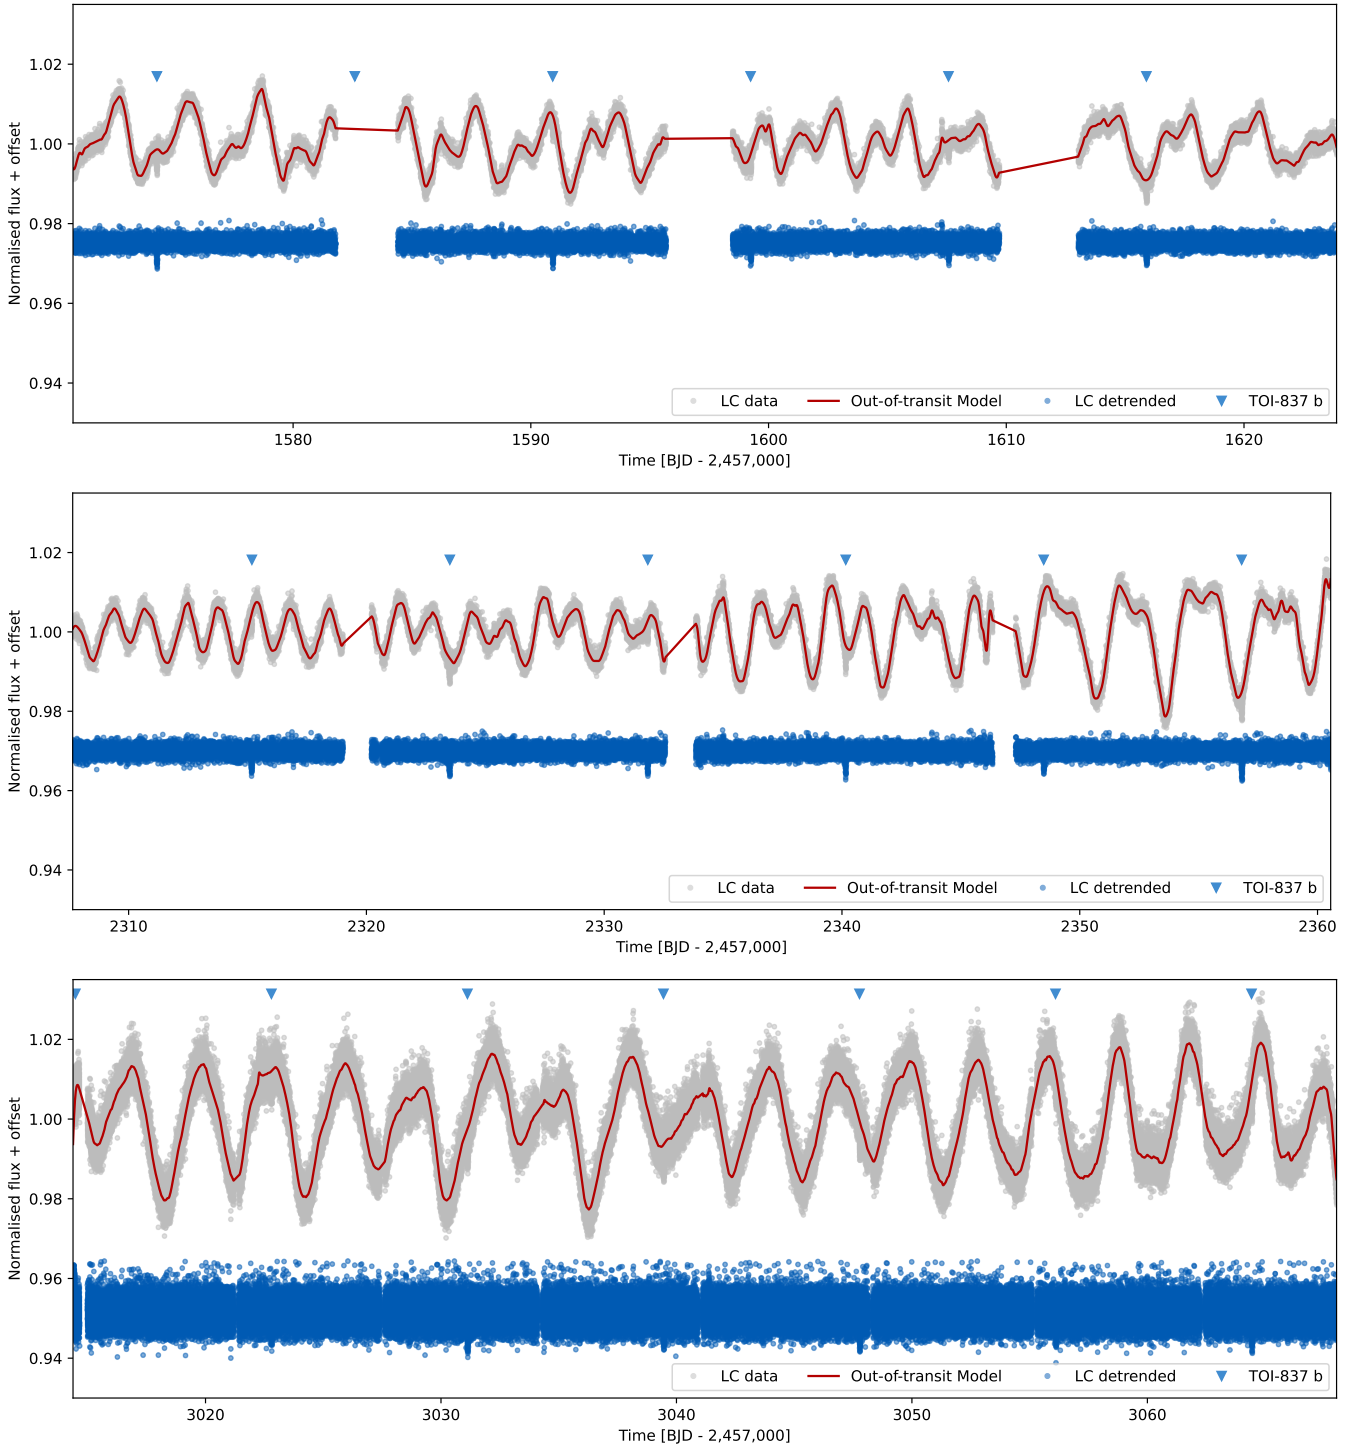 1.02
1.00
0.98
0.96
0.94
Normalised flux + offset
LC data
Out-of-transit Model
LC detrended
TOI-837 b
1580
1590
1600
1610
1620
Time [BJD - 2,457,000]
1.02
1.00
0.98
0.96
0.94
Normalised flux + offset
LC data
Out-of-transit Model
LC detrended
TOI-837 b
2310
2320
2330
2340
2350
2360
Time [BJD - 2,457,000]
1.02
1.00
0.98
0.96
0.94
Normalised flux + offset
LC data
Out-of-transit Model
LC detrended
TOI-837 b
3020
3030
3040
3050
3060
Time [BJD - 2,457,000]